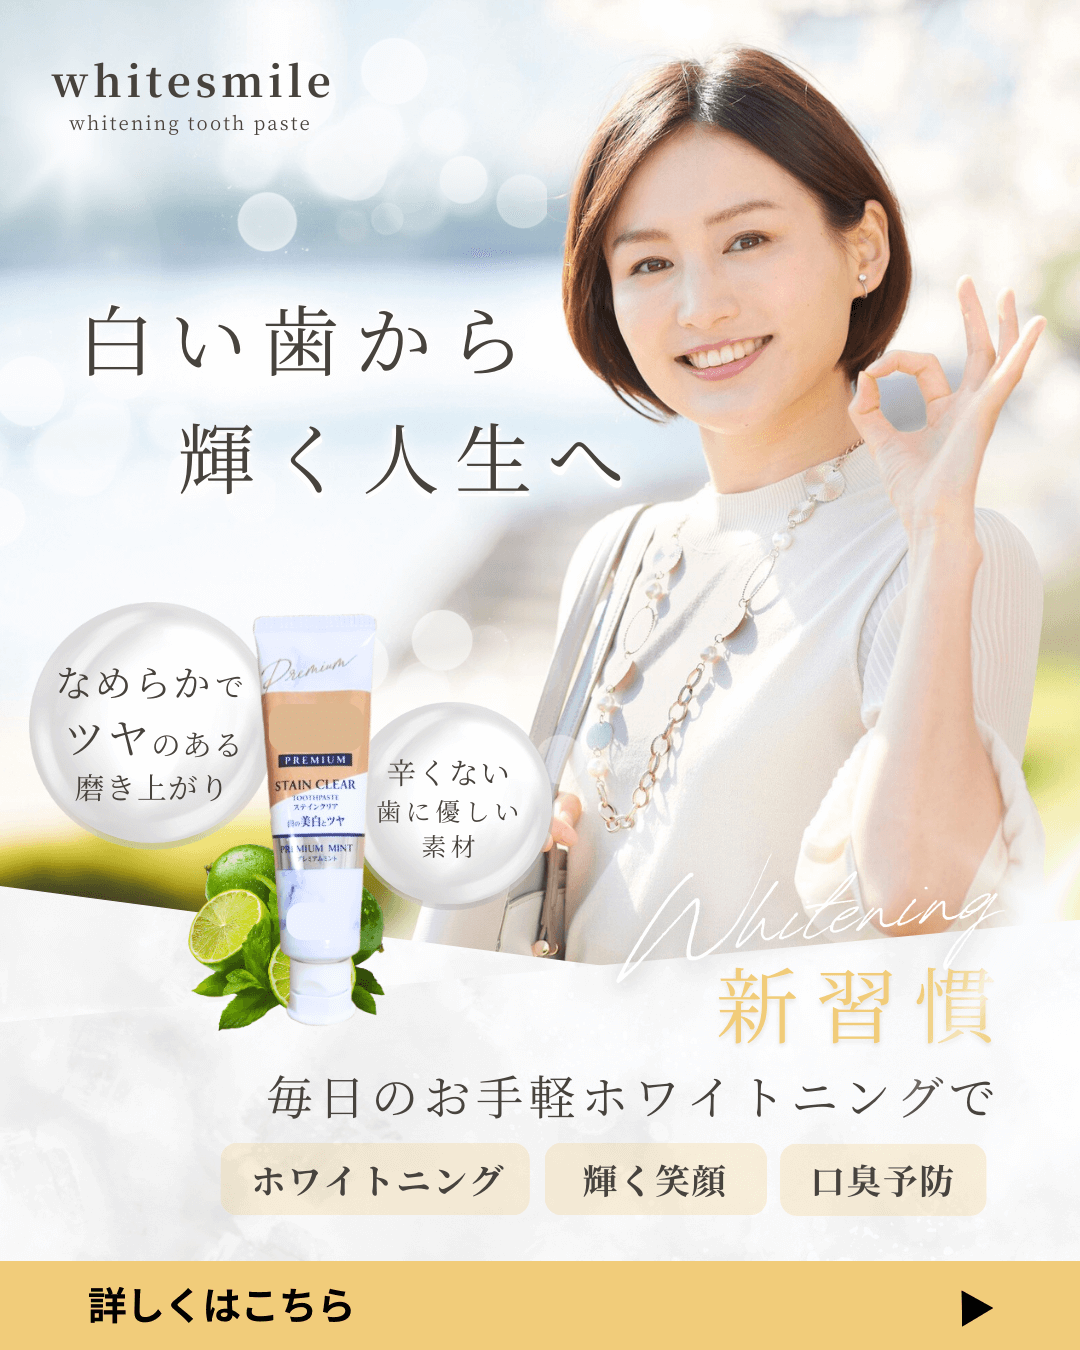 whitesmile
whitening tooth paste
白い歯から
輝く人生へ
なめらかで
ツヤのある
磨き上がり
Premium
PREMIUM
STAIN CLEAR
TOOTHPASTE
ステインクリア
美白とツヤ
PREMIUM MINT
プレミアムミント
辛くない
歯に優しい
素材
Whitening
新習慣
毎日のお手軽ホワイトニングで
ホワイトニング
輝く笑顔
口臭予防
詳しくはこちら